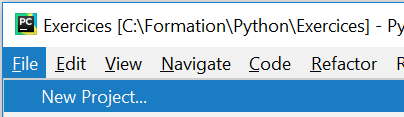 PC Exercices [C:\Formation\Python\Exercices] - Py
File Edit View Navigate Code Refactor R
New Project...